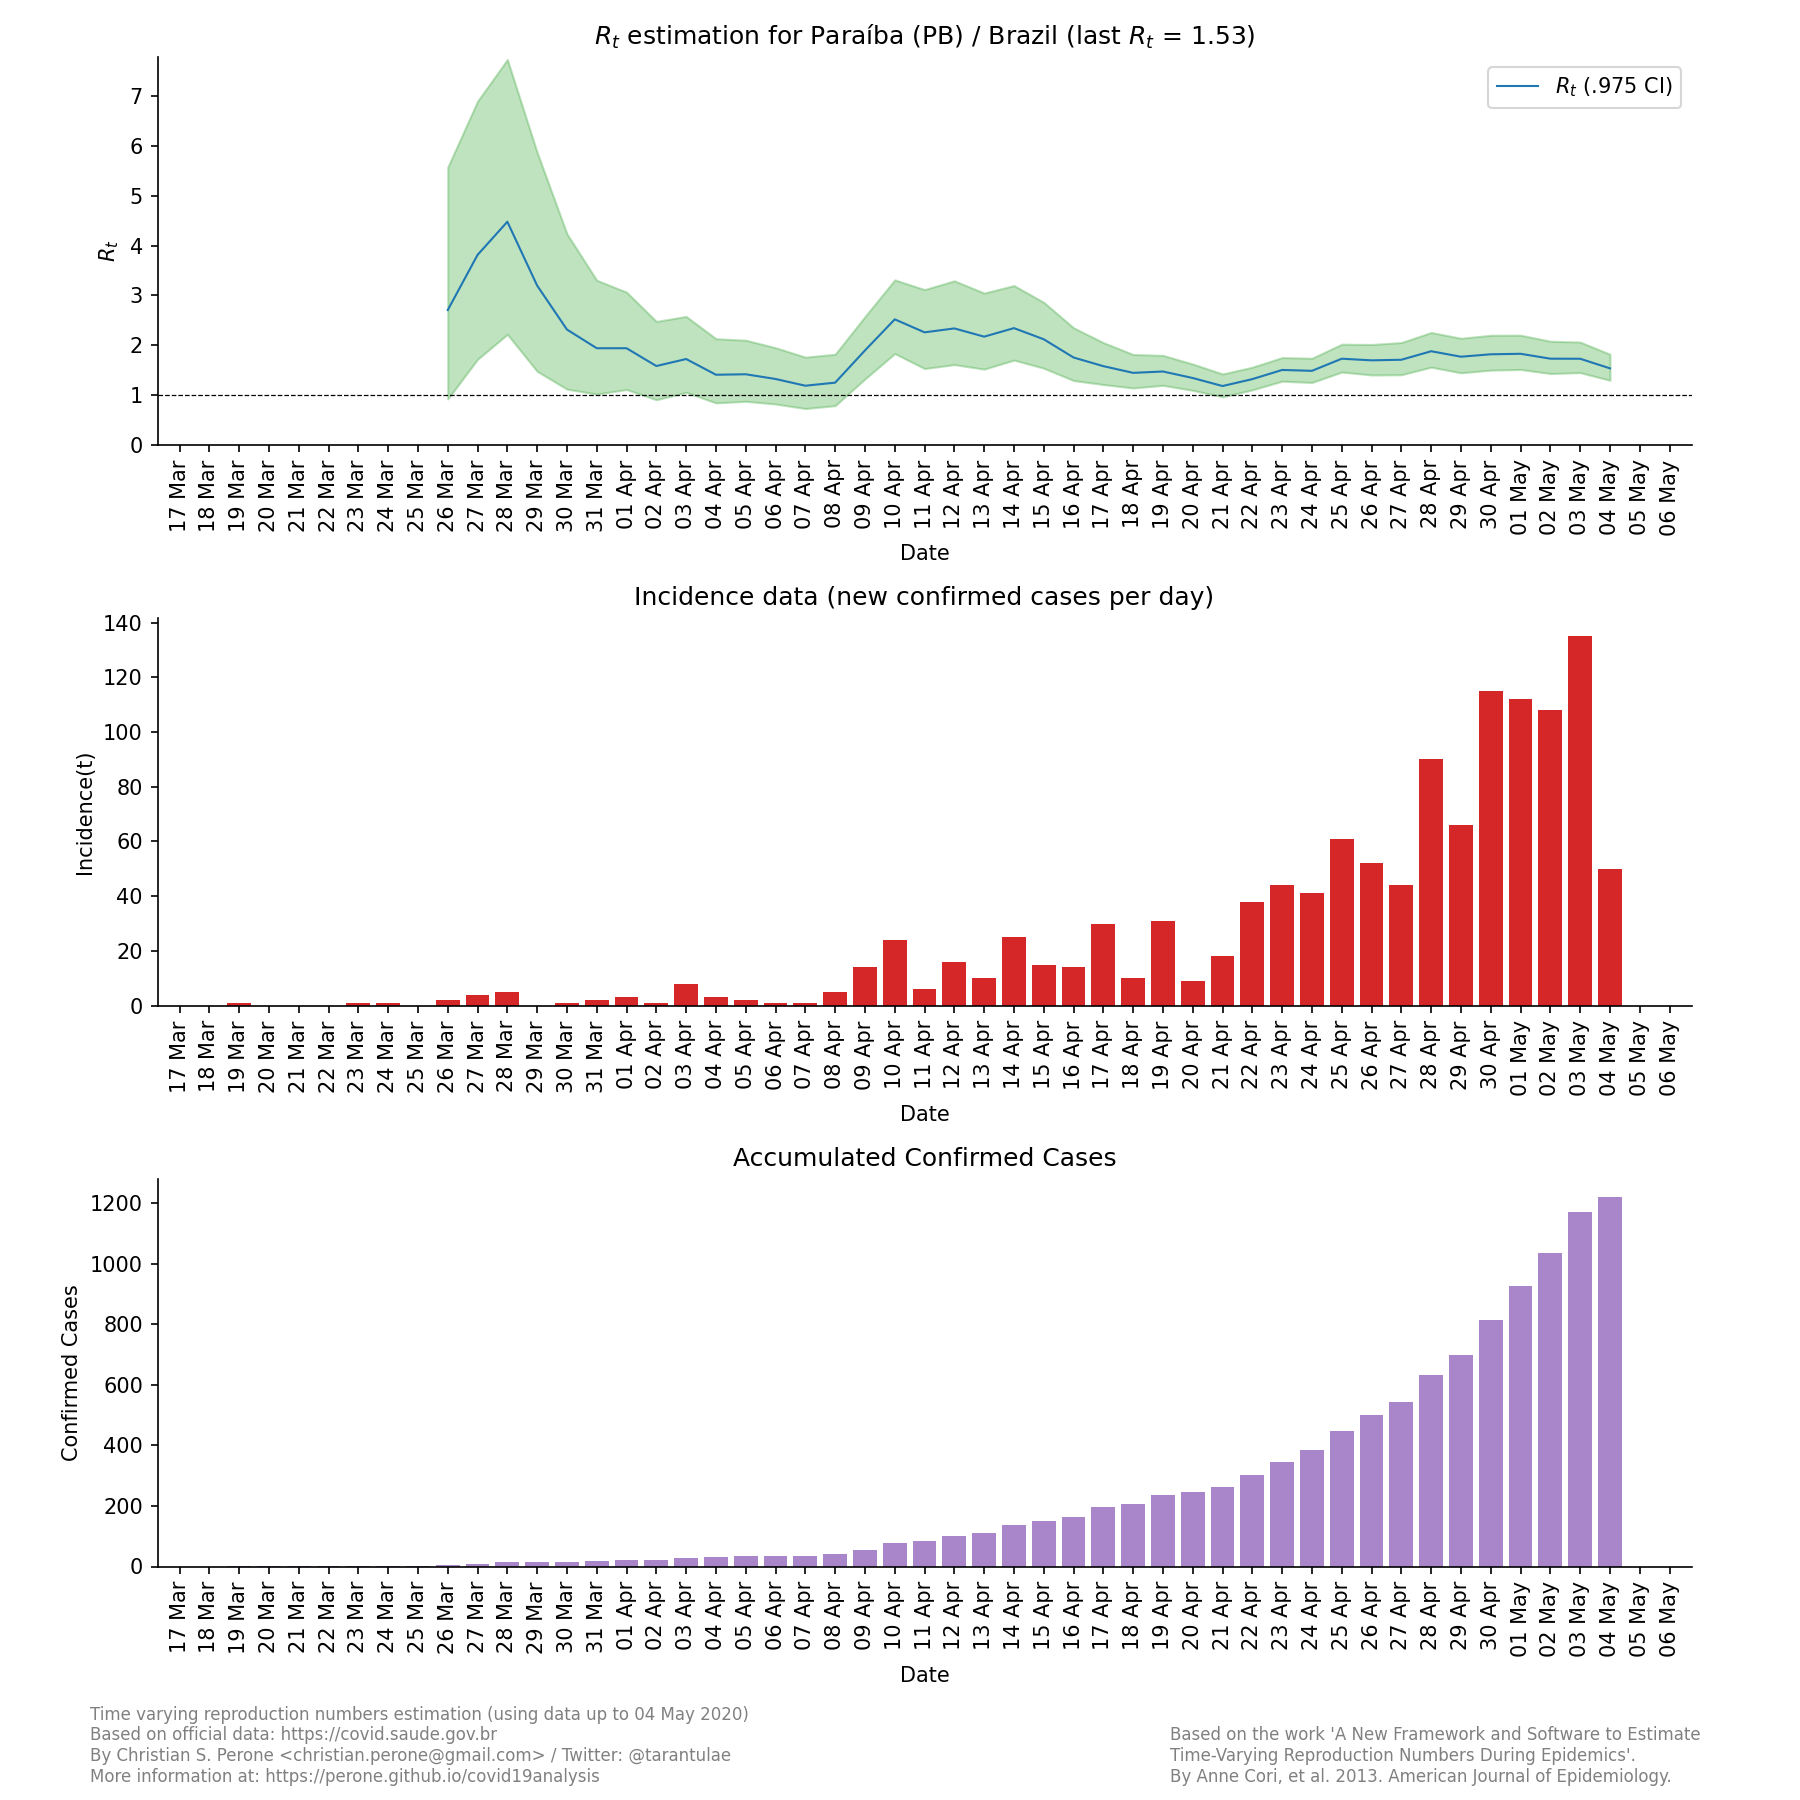 R_t estimation for Paraíba (PB) / Brazil (last R_t = 1.53)
R_t (.975 CI)
R_t
7
6
5
4
3
2
1
0
17 Mar 18 Mar 19 Mar 20 Mar 21 Mar 22 Mar 23 Mar 24 Mar 25 Mar 26 Mar 27 Mar 28 Mar 29 Mar 30 Mar 31 Mar 01 Apr 02 Apr 03 Apr 04 Apr 05 Apr 06 Apr 07 Apr 08 Apr 09 Apr 10 Apr 11 Apr 12 Apr 13 Apr 14 Apr 15 Apr 16 Apr 17 Apr 18 Apr 19 Apr 20 Apr 21 Apr 22 Apr 23 Apr 24 Apr 25 Apr 26 Apr 27 Apr 28 Apr 29 Apr 30 Apr 01 May 02 May 03 May 04 May 05 May 06 May
Date
Incidence data (new confirmed cases per day)
Incidence(t)
140
120
100
80
60
40
20
0
17 Mar 18 Mar 19 Mar 20 Mar 21 Mar 22 Mar 23 Mar 24 Mar 25 Mar 26 Mar 27 Mar 28 Mar 29 Mar 30 Mar 31 Mar 01 Apr 02 Apr 03 Apr 04 Apr 05 Apr 06 Apr 07 Apr 08 Apr 09 Apr 10 Apr 11 Apr 12 Apr 13 Apr 14 Apr 15 Apr 16 Apr 17 Apr 18 Apr 19 Apr 20 Apr 21 Apr 22 Apr 23 Apr 24 Apr 25 Apr 26 Apr 27 Apr 28 Apr 29 Apr 30 Apr 01 May 02 May 03 May 04 May 05 May 06 May
Date
Accumulated Confirmed Cases
Confirmed Cases
1200
1000
800
600
400
200
0
17 Mar 18 Mar 19 Mar 20 Mar 21 Mar 22 Mar 23 Mar 24 Mar 25 Mar 26 Mar 27 Mar 28 Mar 29 Mar 30 Mar 31 Mar 01 Apr 02 Apr 03 Apr 04 Apr 05 Apr 06 Apr 07 Apr 08 Apr 09 Apr 10 Apr 11 Apr 12 Apr 13 Apr 14 Apr 15 Apr 16 Apr 17 Apr 18 Apr 19 Apr 20 Apr 21 Apr 22 Apr 23 Apr 24 Apr 25 Apr 26 Apr 27 Apr 28 Apr 29 Apr 30 Apr 01 May 02 May 03 May 04 May 05 May 06 May
Date
Time varying reproduction numbers estimation (using data up to 04 May 2020)
Based on official data: https://covid.saude.gov.br
By Christian S. Perone <christian.perone@gmail.com> / Twitter: @tarantulae
More information at: https://perone.github.io/covid19analysis
Based on the work 'A New Framework and Software to Estimate
Time-Varying Reproduction Numbers During Epidemics'.
By Anne Cori, et al. 2013. American Journal of Epidemiology.